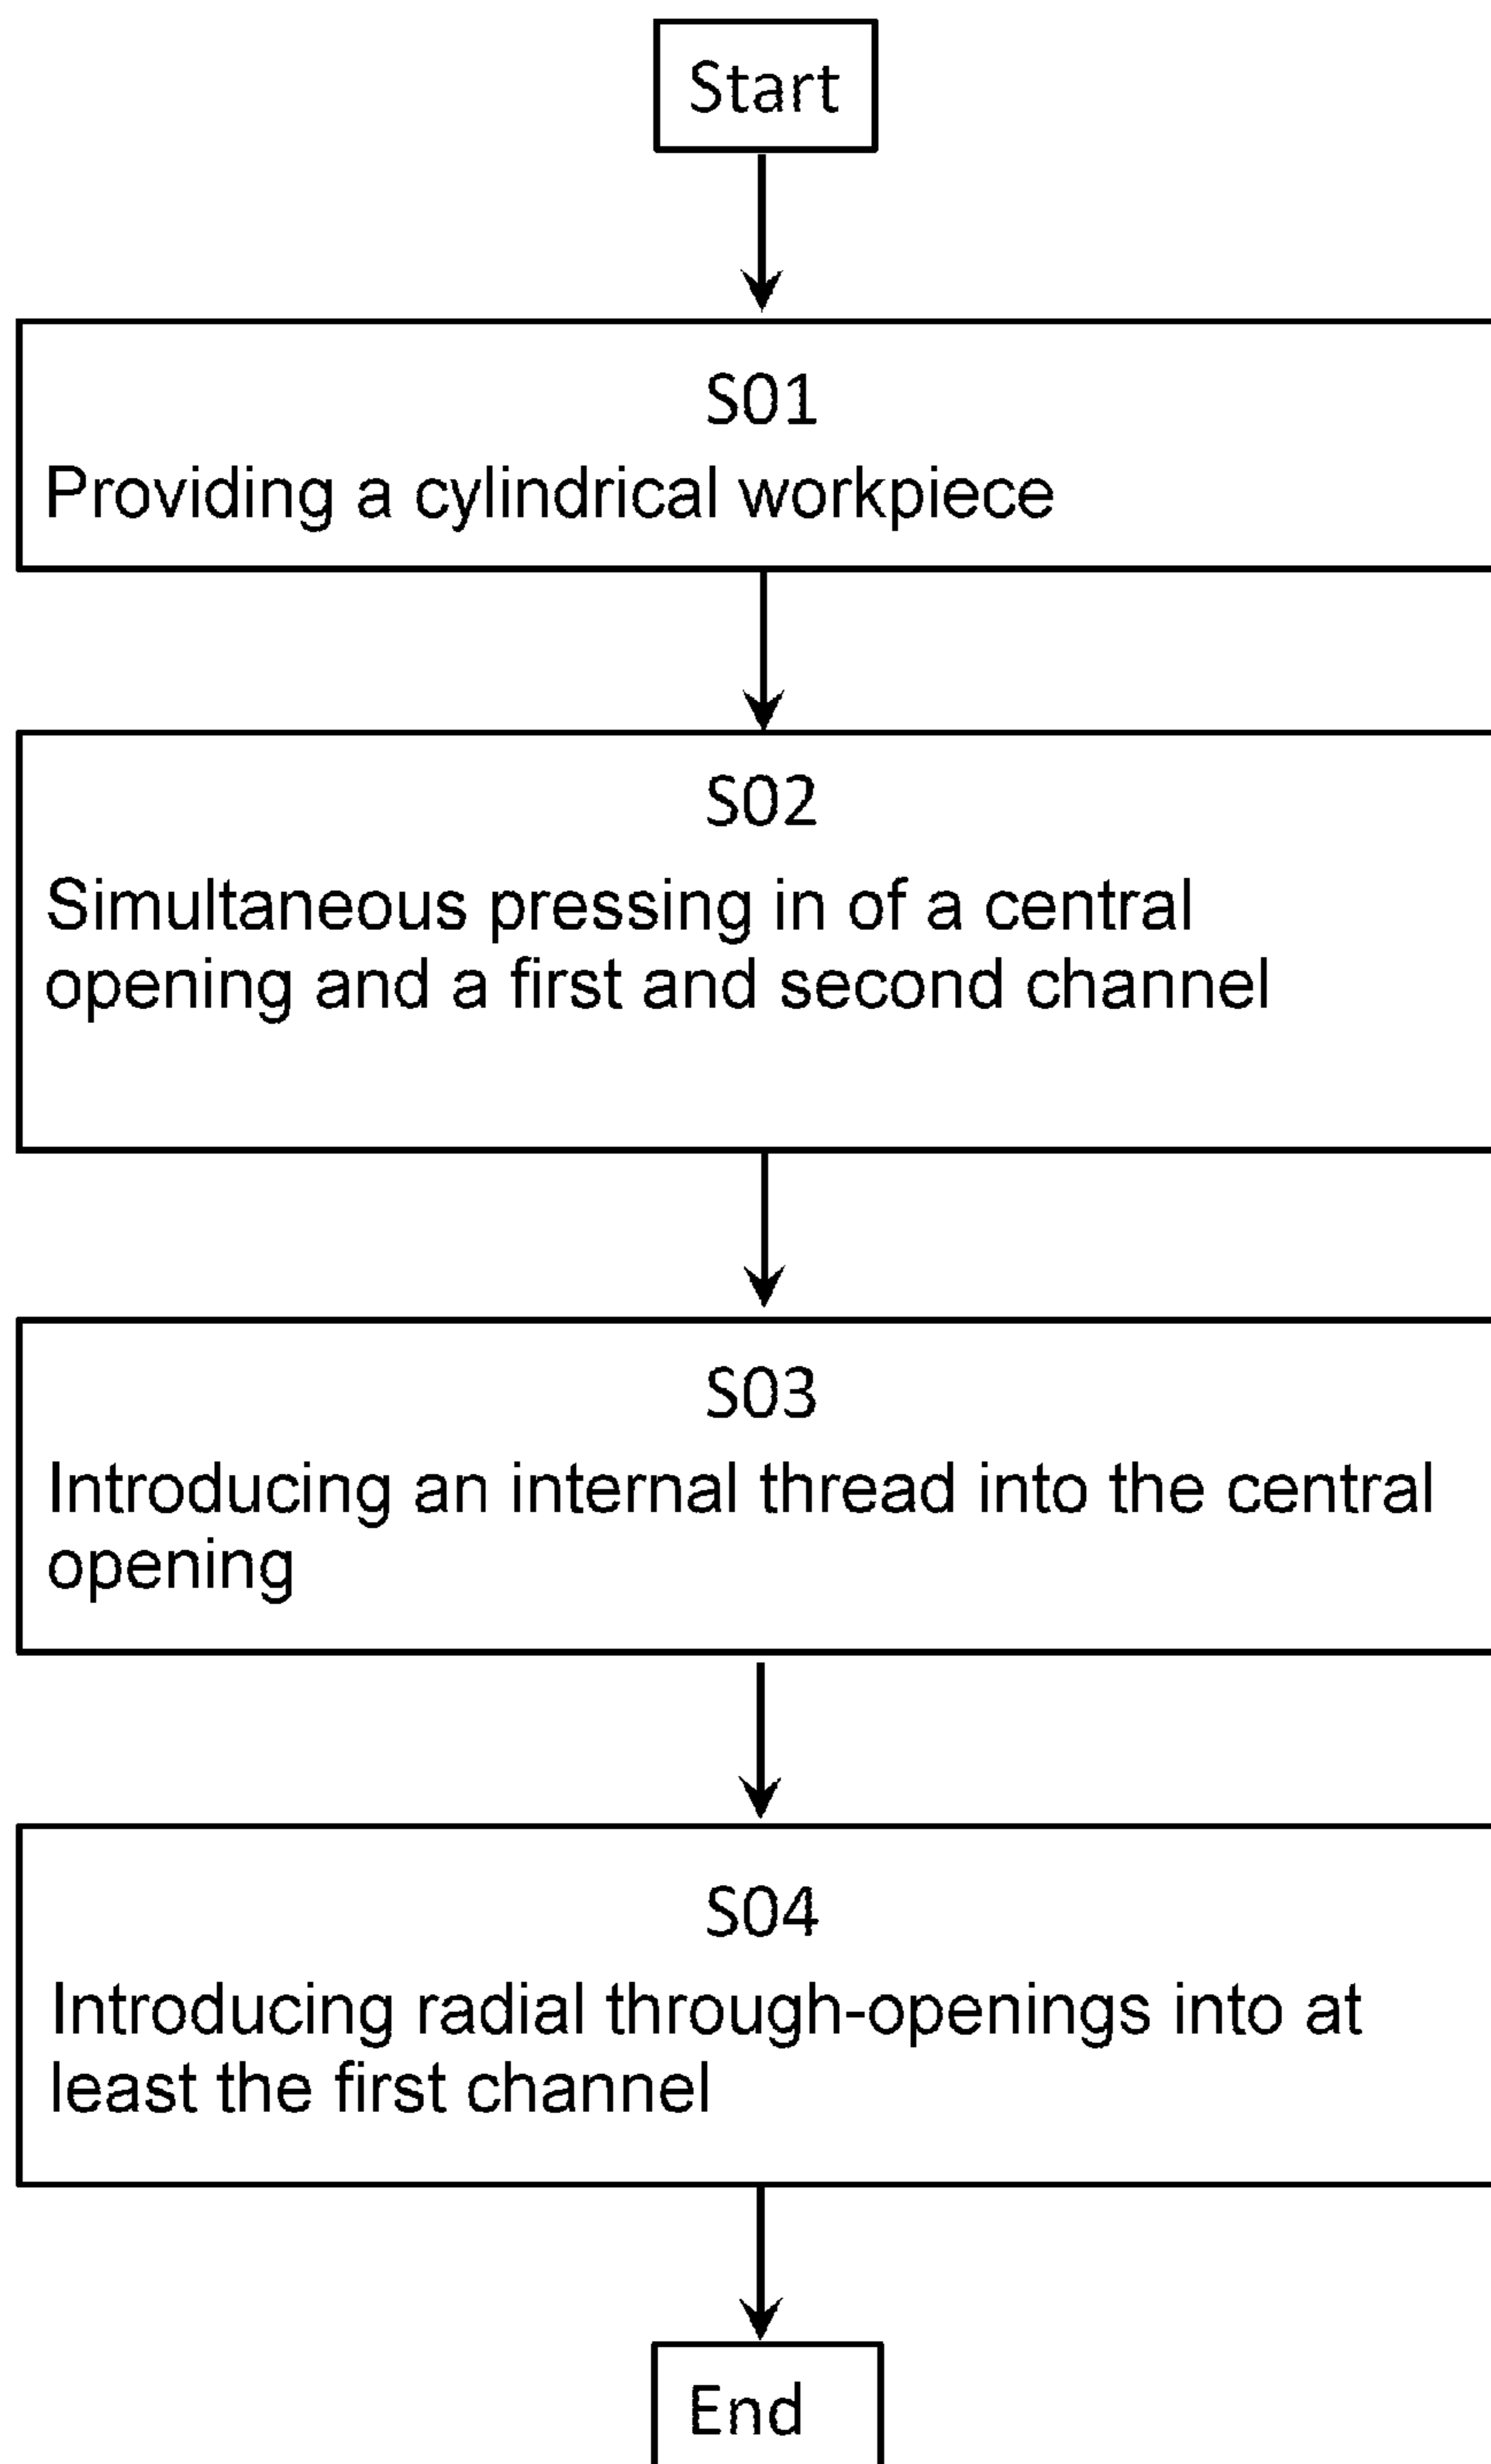 Start
S01
Providing a cylindrical workpiece
S02
Simultaneous pressing in of a central
opening and a first and second channel
S03
Introducing an internal thread into the central
opening
S04
Introducing radial through-openings into at
least the first channel
End